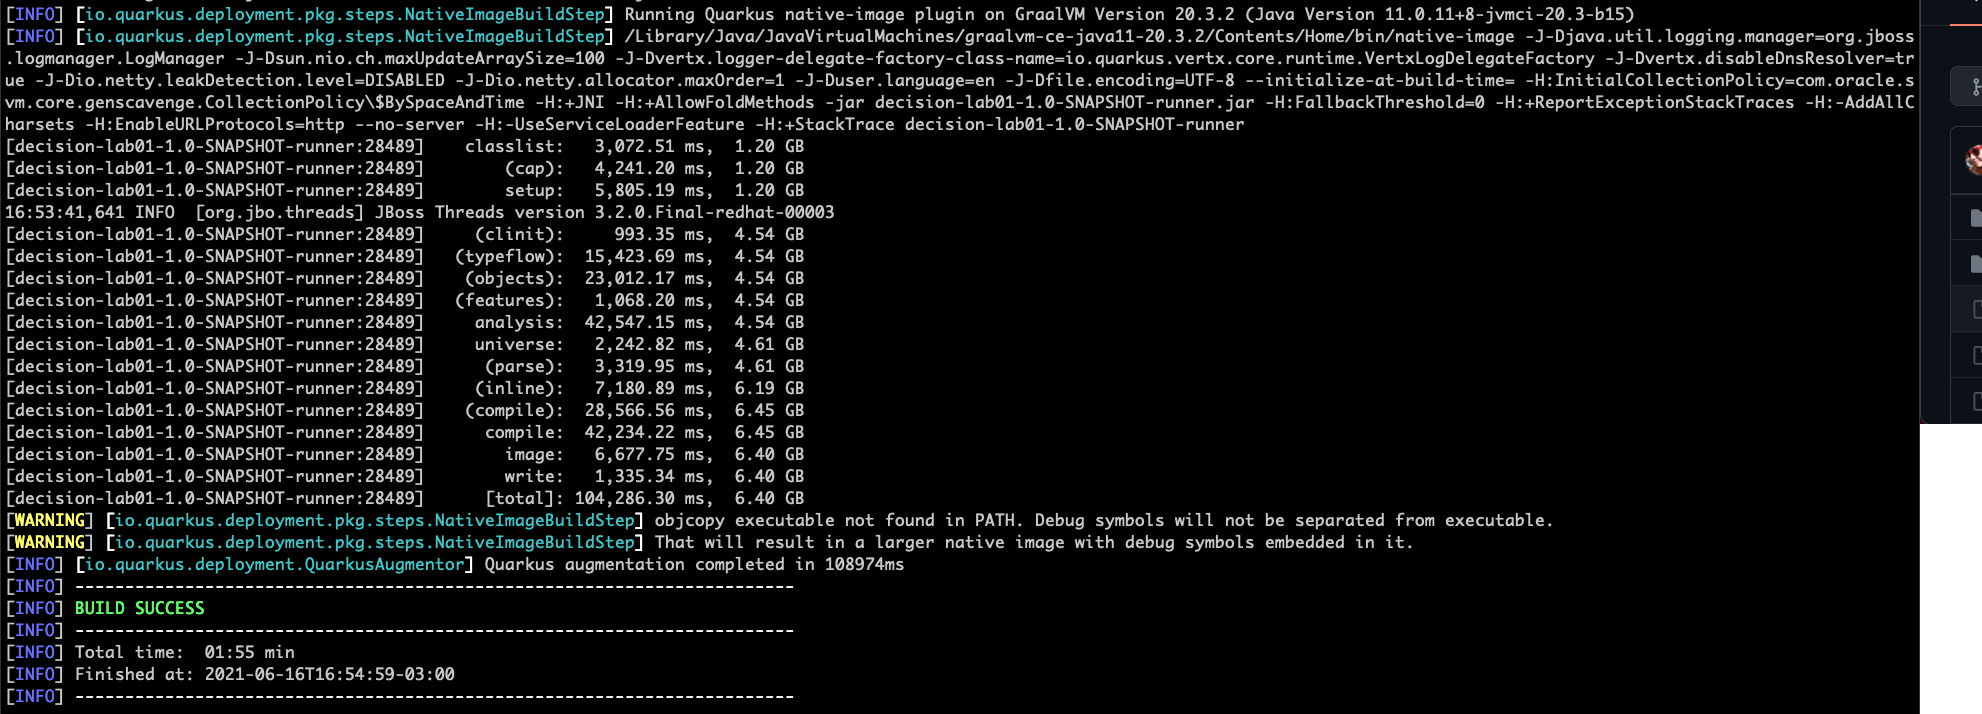 [INFO] [io.quarkus.deployment.pkg.steps.NativeImageBuildStep] Running Quarkus native-image plugin on GraalVM Version 20.3.2 (Java Version 11.0.11+8-jvmci-20.3-b15)
[INFO] [io.quarkus.deployment.pkg.steps.NativeImageBuildStep] /Library/Java/JavaVirtualMachines/graalvm-ce-java11-20.3.2/Contents/Home/bin/native-image -J-Djava.util.logging.manager=org.jboss
.logmanager.LogManager -J-Dsun.nio.ch.maxUpdateArraySize=100 -J-Dvertx.logger-delegate-factory-class-name=io.quarkus.vertx.core.runtime.VertxLogDelegateFactory -J-Dvertx.disableDnsResolver=tr
ue -J-Dio.netty.leakDetection.level=DISABLED -J-Dio.netty.allocator.maxOrder=1 -J-Duser.language=en -J-Dfile.encoding=UTF-8 --initialize-at-build-time= -H:InitialCollectionPolicy=com.oracle.s
vm.core.genscavenge.CollectionPolicy\$BySpaceAndTime -H:+JNI -H:+AllowFoldMethods -jar decision-lab01-1.0-SNAPSHOT-runner.jar -H:FallbackThreshold=0 -H:+ReportExceptionStackTraces -H:-AddAllC
harsets -H:EnableURLProtocols=http --no-server -H:-UseServiceLoaderFeature -H:+StackTrace decision-lab01-1.0-SNAPSHOT-runner
[decision-lab01-1.0-SNAPSHOT-runner:28489]    classlist:   3,072.51 ms,  1.20 GB
[decision-lab01-1.0-SNAPSHOT-runner:28489]        (cap):   4,241.20 ms,  1.20 GB
[decision-lab01-1.0-SNAPSHOT-runner:28489]        setup:   5,805.19 ms,  1.20 GB
16:53:41,641 INFO  [org.jbo.threads] JBoss Threads version 3.2.0.Final-redhat-00003
[decision-lab01-1.0-SNAPSHOT-runner:28489]     (clinit):     993.35 ms,  4.54 GB
[decision-lab01-1.0-SNAPSHOT-runner:28489]   (typeflow):  15,423.69 ms,  4.54 GB
[decision-lab01-1.0-SNAPSHOT-runner:28489]    (objects):  23,012.17 ms,  4.54 GB
[decision-lab01-1.0-SNAPSHOT-runner:28489]   (features):   1,068.20 ms,  4.54 GB
[decision-lab01-1.0-SNAPSHOT-runner:28489]     analysis:  42,547.15 ms,  4.54 GB
[decision-lab01-1.0-SNAPSHOT-runner:28489]     universe:   2,242.82 ms,  4.61 GB
[decision-lab01-1.0-SNAPSHOT-runner:28489]      (parse):   3,319.95 ms,  4.61 GB
[decision-lab01-1.0-SNAPSHOT-runner:28489]     (inline):   7,180.89 ms,  6.19 GB
[decision-lab01-1.0-SNAPSHOT-runner:28489]    (compile):  28,566.56 ms,  6.45 GB
[decision-lab01-1.0-SNAPSHOT-runner:28489]      compile:  42,234.22 ms,  6.45 GB
[decision-lab01-1.0-SNAPSHOT-runner:28489]        image:   6,677.75 ms,  6.40 GB
[decision-lab01-1.0-SNAPSHOT-runner:28489]        write:   1,335.34 ms,  6.40 GB
[decision-lab01-1.0-SNAPSHOT-runner:28489]      [total]: 104,286.30 ms,  6.40 GB
[WARNING] [io.quarkus.deployment.pkg.steps.NativeImageBuildStep] objcopy executable not found in PATH. Debug symbols will not be separated from executable.
[WARNING] [io.quarkus.deployment.pkg.steps.NativeImageBuildStep] That will result in a larger native image with debug symbols embedded in it.
[INFO] [io.quarkus.deployment.QuarkusAugmentor] Quarkus augmentation completed in 108974ms
[INFO] ------------------------------------------------------------------------
[INFO] BUILD SUCCESS
[INFO] ------------------------------------------------------------------------
[INFO] Total time:  01:55 min
[INFO] Finished at: 2021-06-16T16:54:59-03:00
[INFO] ------------------------------------------------------------------------